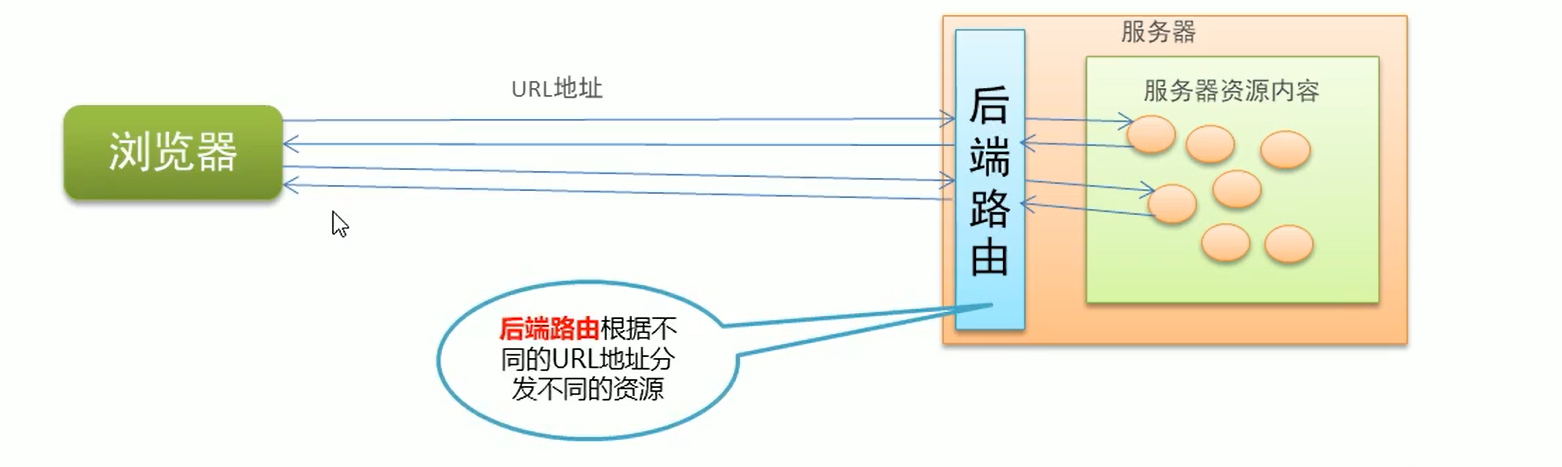 服务器
URL地址
后端路由
服务器资源内容
浏览器
后端路由根据不
同的URL地址分
发不同的资源